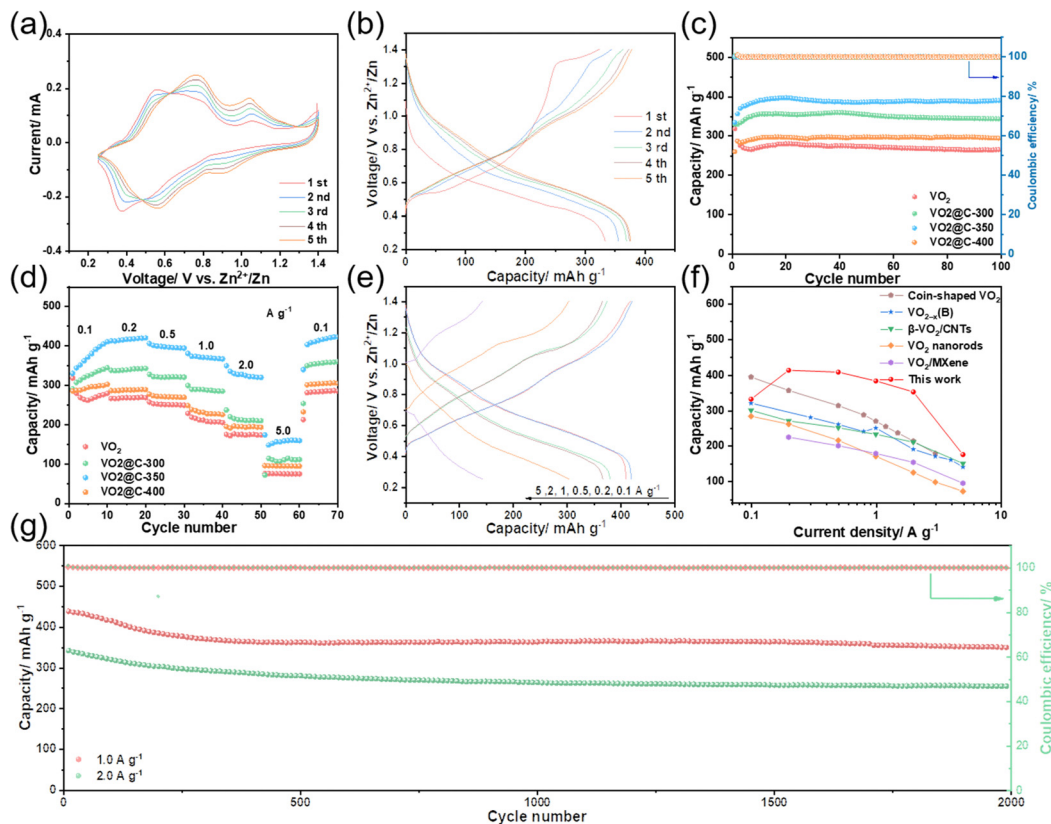 (a)
0.4
0.2
0.0
-0.2
-0.4
Current/ mA
1 st
2 nd
3 rd
4 th
5 th
0.2 0.4 0.6 0.8 1.0 1.2 1.4
Voltage/ V vs. Zn²⁺/Zn
(b)
1.4
1.2
1.0
0.8
0.6
0.4
0.2
Voltage/ V vs. Zn²⁺/Zn
1 st
2 nd
3 rd
4 th
5 th
0 100 200 300 400
Capacity/ mAh g⁻¹
(c)
600
500
400
300
200
100
0
Capacity/ mAh g⁻¹
VO₂
VO2@C-300
VO2@C-350
VO2@C-400
100
80
60
40
20
0
Coulombic efficiency/ %
0 20 40 60 80 100
Cycle number
(d)
500
400
300
200
100
0
Capacity/ mAh g⁻¹
A g⁻¹
0.1
0.2
0.5
1.0
2.0
5.0
0.1
VO₂
VO2@C-300
VO2@C-350
VO2@C-400
0 10 20 30 40 50 60 70
Cycle number
(e)
1.4
1.2
1.0
0.8
0.6
0.4
0.2
Voltage/ V vs. Zn²⁺/Zn
5 ,2, 1, 0.5, 0.2, 0.1 A g⁻¹
0 100 200 300 400 500
Capacity/ mAh g⁻¹
(f)
500
400
300
200
100
Capacity/ mAh g⁻¹
Coin-shaped VO₂
VO₂₋ₓ(B)
β-VO₂/CNTs
VO₂ nanorods
VO₂/MXene
This work
0.1 1 10
Current density/ A g⁻¹
(g)
600
500
400
300
200
100
0
Capacity/ mAh g⁻¹
1.0 A g⁻¹
2.0 A g⁻¹
100
80
60
40
20
0
Coulombic efficiency/ %
0 500 1000 1500 2000
Cycle number